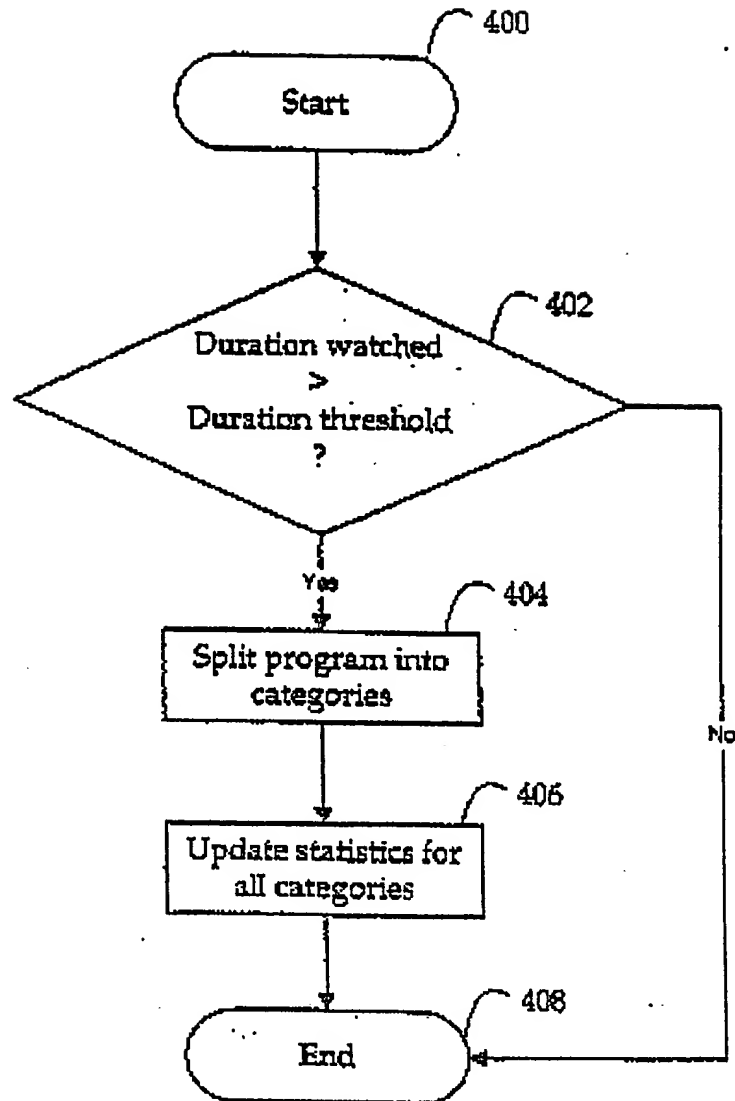 400
Start
402
Duration watched
>
Duration threshold
?
Yes
404
Split program into
categories
No
406
Update statistics for
all categories
408
End